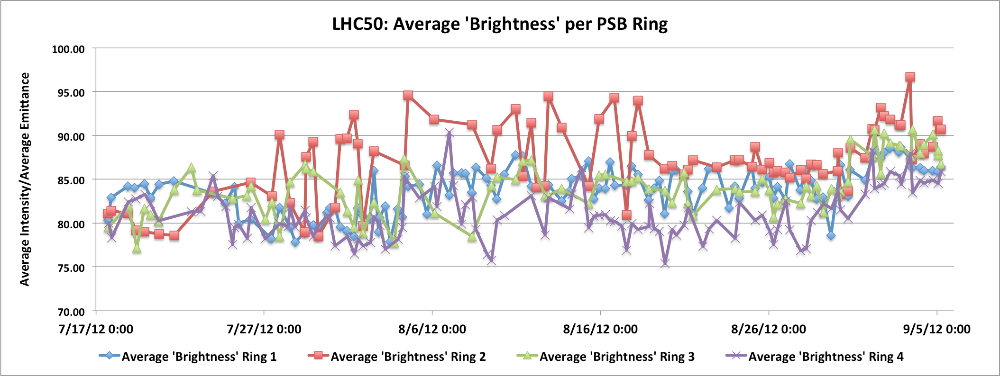 LHC50: Average 'Brightness' per PSB Ring
Average Intensity/Average Emittance
100.00
95.00
90.00
85.00
80.00
75.00
70.00
7/17/12 0:00 7/27/12 0:00 8/6/12 0:00 8/16/12 0:00 8/26/12 0:00 9/5/12 0:00
Average 'Brightness' Ring 1 Average 'Brightness' Ring 2 Average 'Brightness' Ring 3 Average 'Brightness' Ring 4